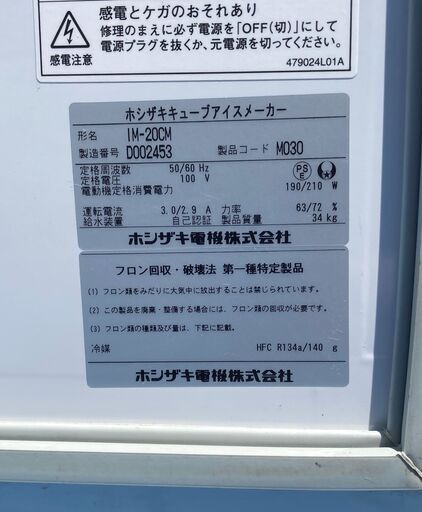 感電とケガのおそれあり
修理のまえに必ず電源を「OFF(切)」にして
電源プラグを抜くか、元電源を切ってください。
感電注意
479024L01A
ホシザキキューブアイスメーカー
形名 IM-20CM
製造番号 D002453 製品コード M030
定格周波数 50/60 Hz
定格電圧 100 V
PS
E
電動機定格消費電力 190/210 W
運転電流 3.0/2.9 A 力率 63/72 %
給水装置 自己認証 製品質量 34 kg
ホシザキ電機株式会社
フロン回収・破壊法 第一種特定製品
(1) フロン類をみだりに大気中に放出することは禁じられています。
(2) この製品を廃棄・整備する場合には、フロン類の回収が必要です。
(3) フロン類の種類及び量は、下記に記載。
冷媒 HFC R134a/140 g
ホシザキ電機株式会社